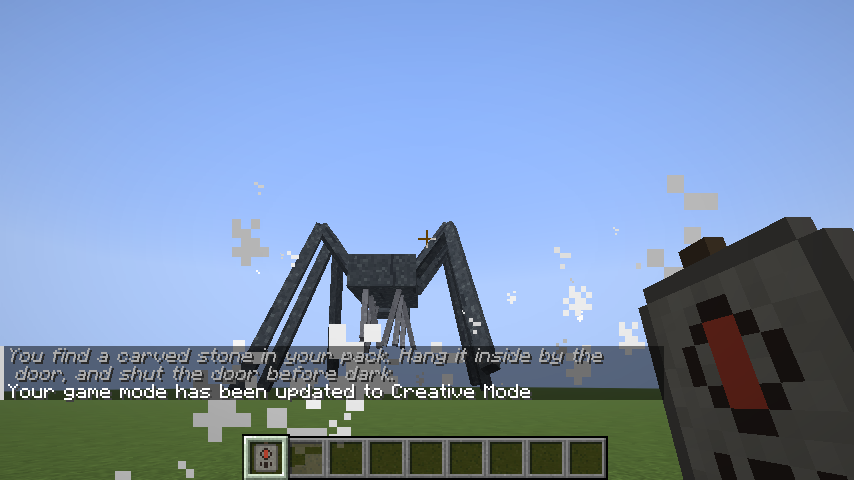 You find a carved stone in your pack. Hang it inside by the
door, and shut the door before dark.
Your game mode has been updated to Creative Mode